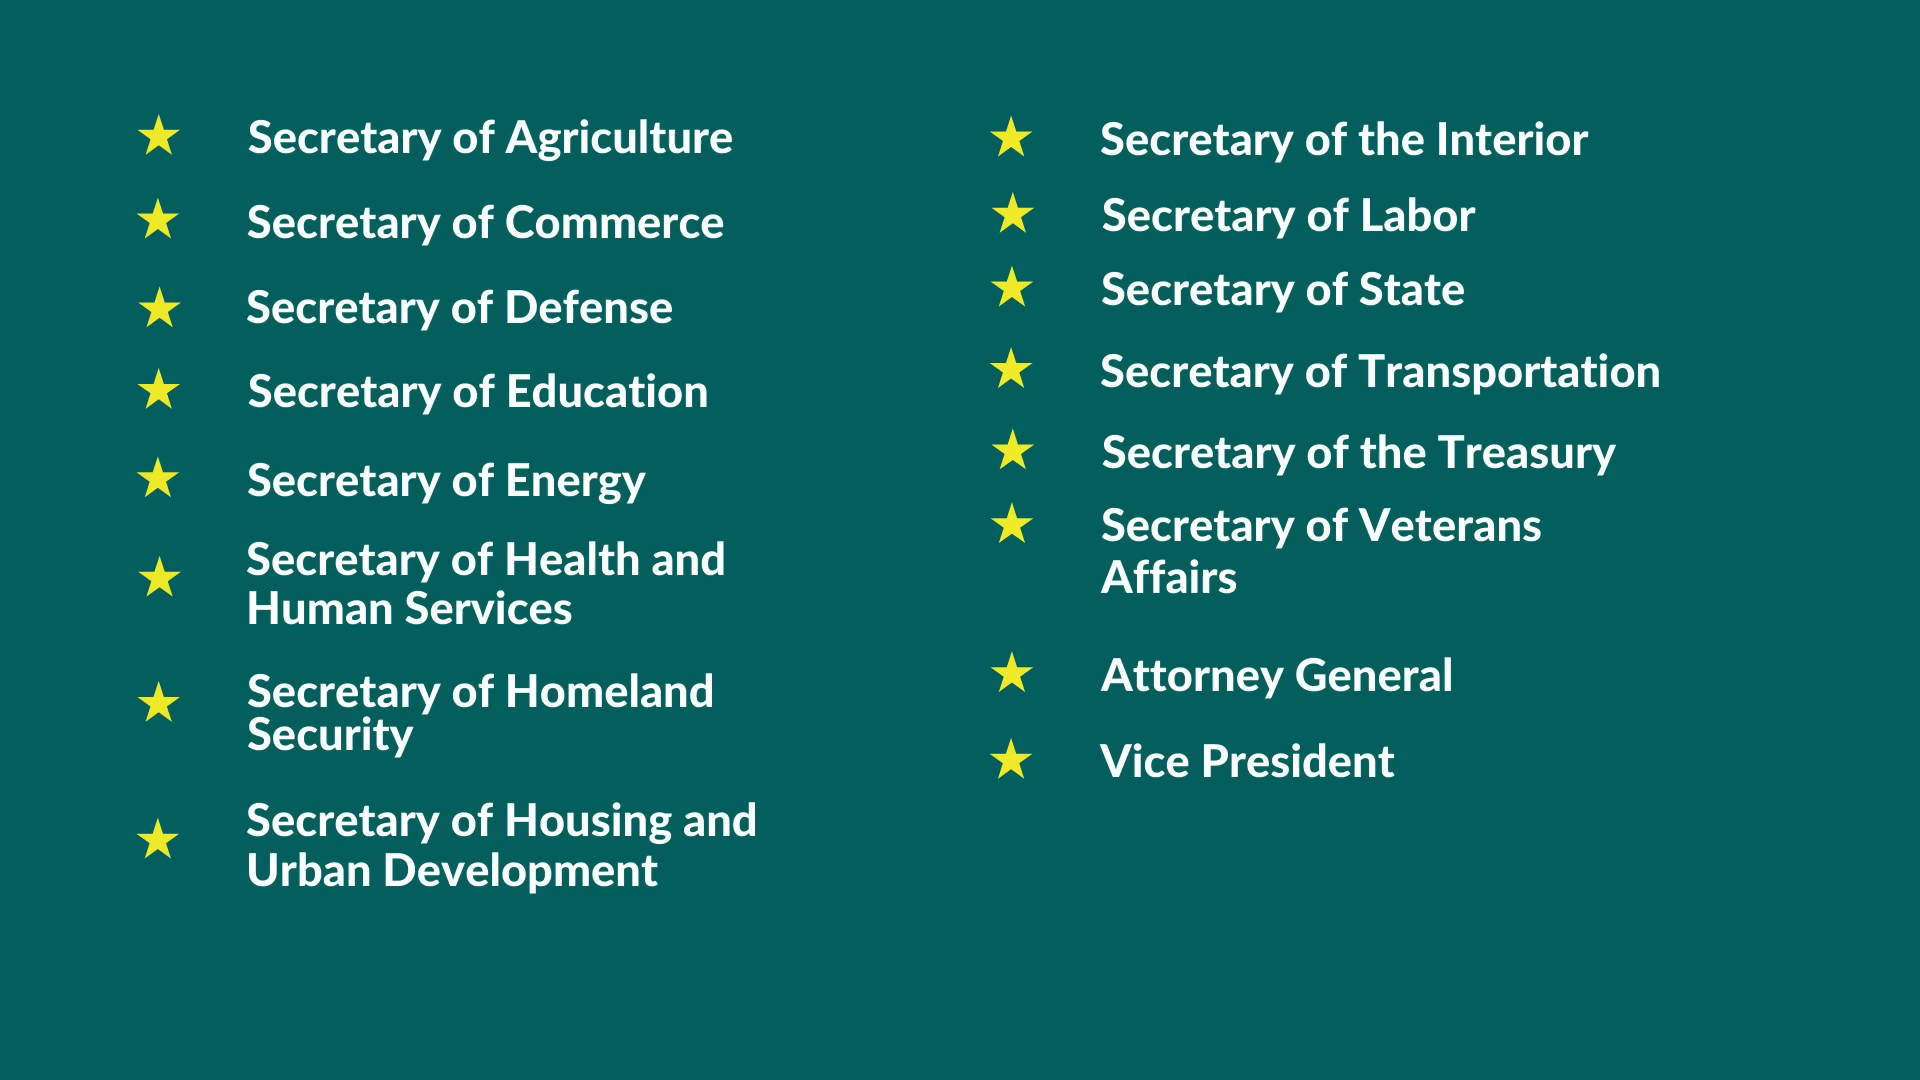 Secretary of Agriculture
Secretary of Commerce
Secretary of Defense
Secretary of Education
Secretary of Energy
Secretary of Health and
Human Services
Secretary of Homeland
Security
Secretary of Housing and
Urban Development
Secretary of the Interior
Secretary of Labor
Secretary of State
Secretary of Transportation
Secretary of the Treasury
Secretary of Veterans
Affairs
Attorney General
Vice President